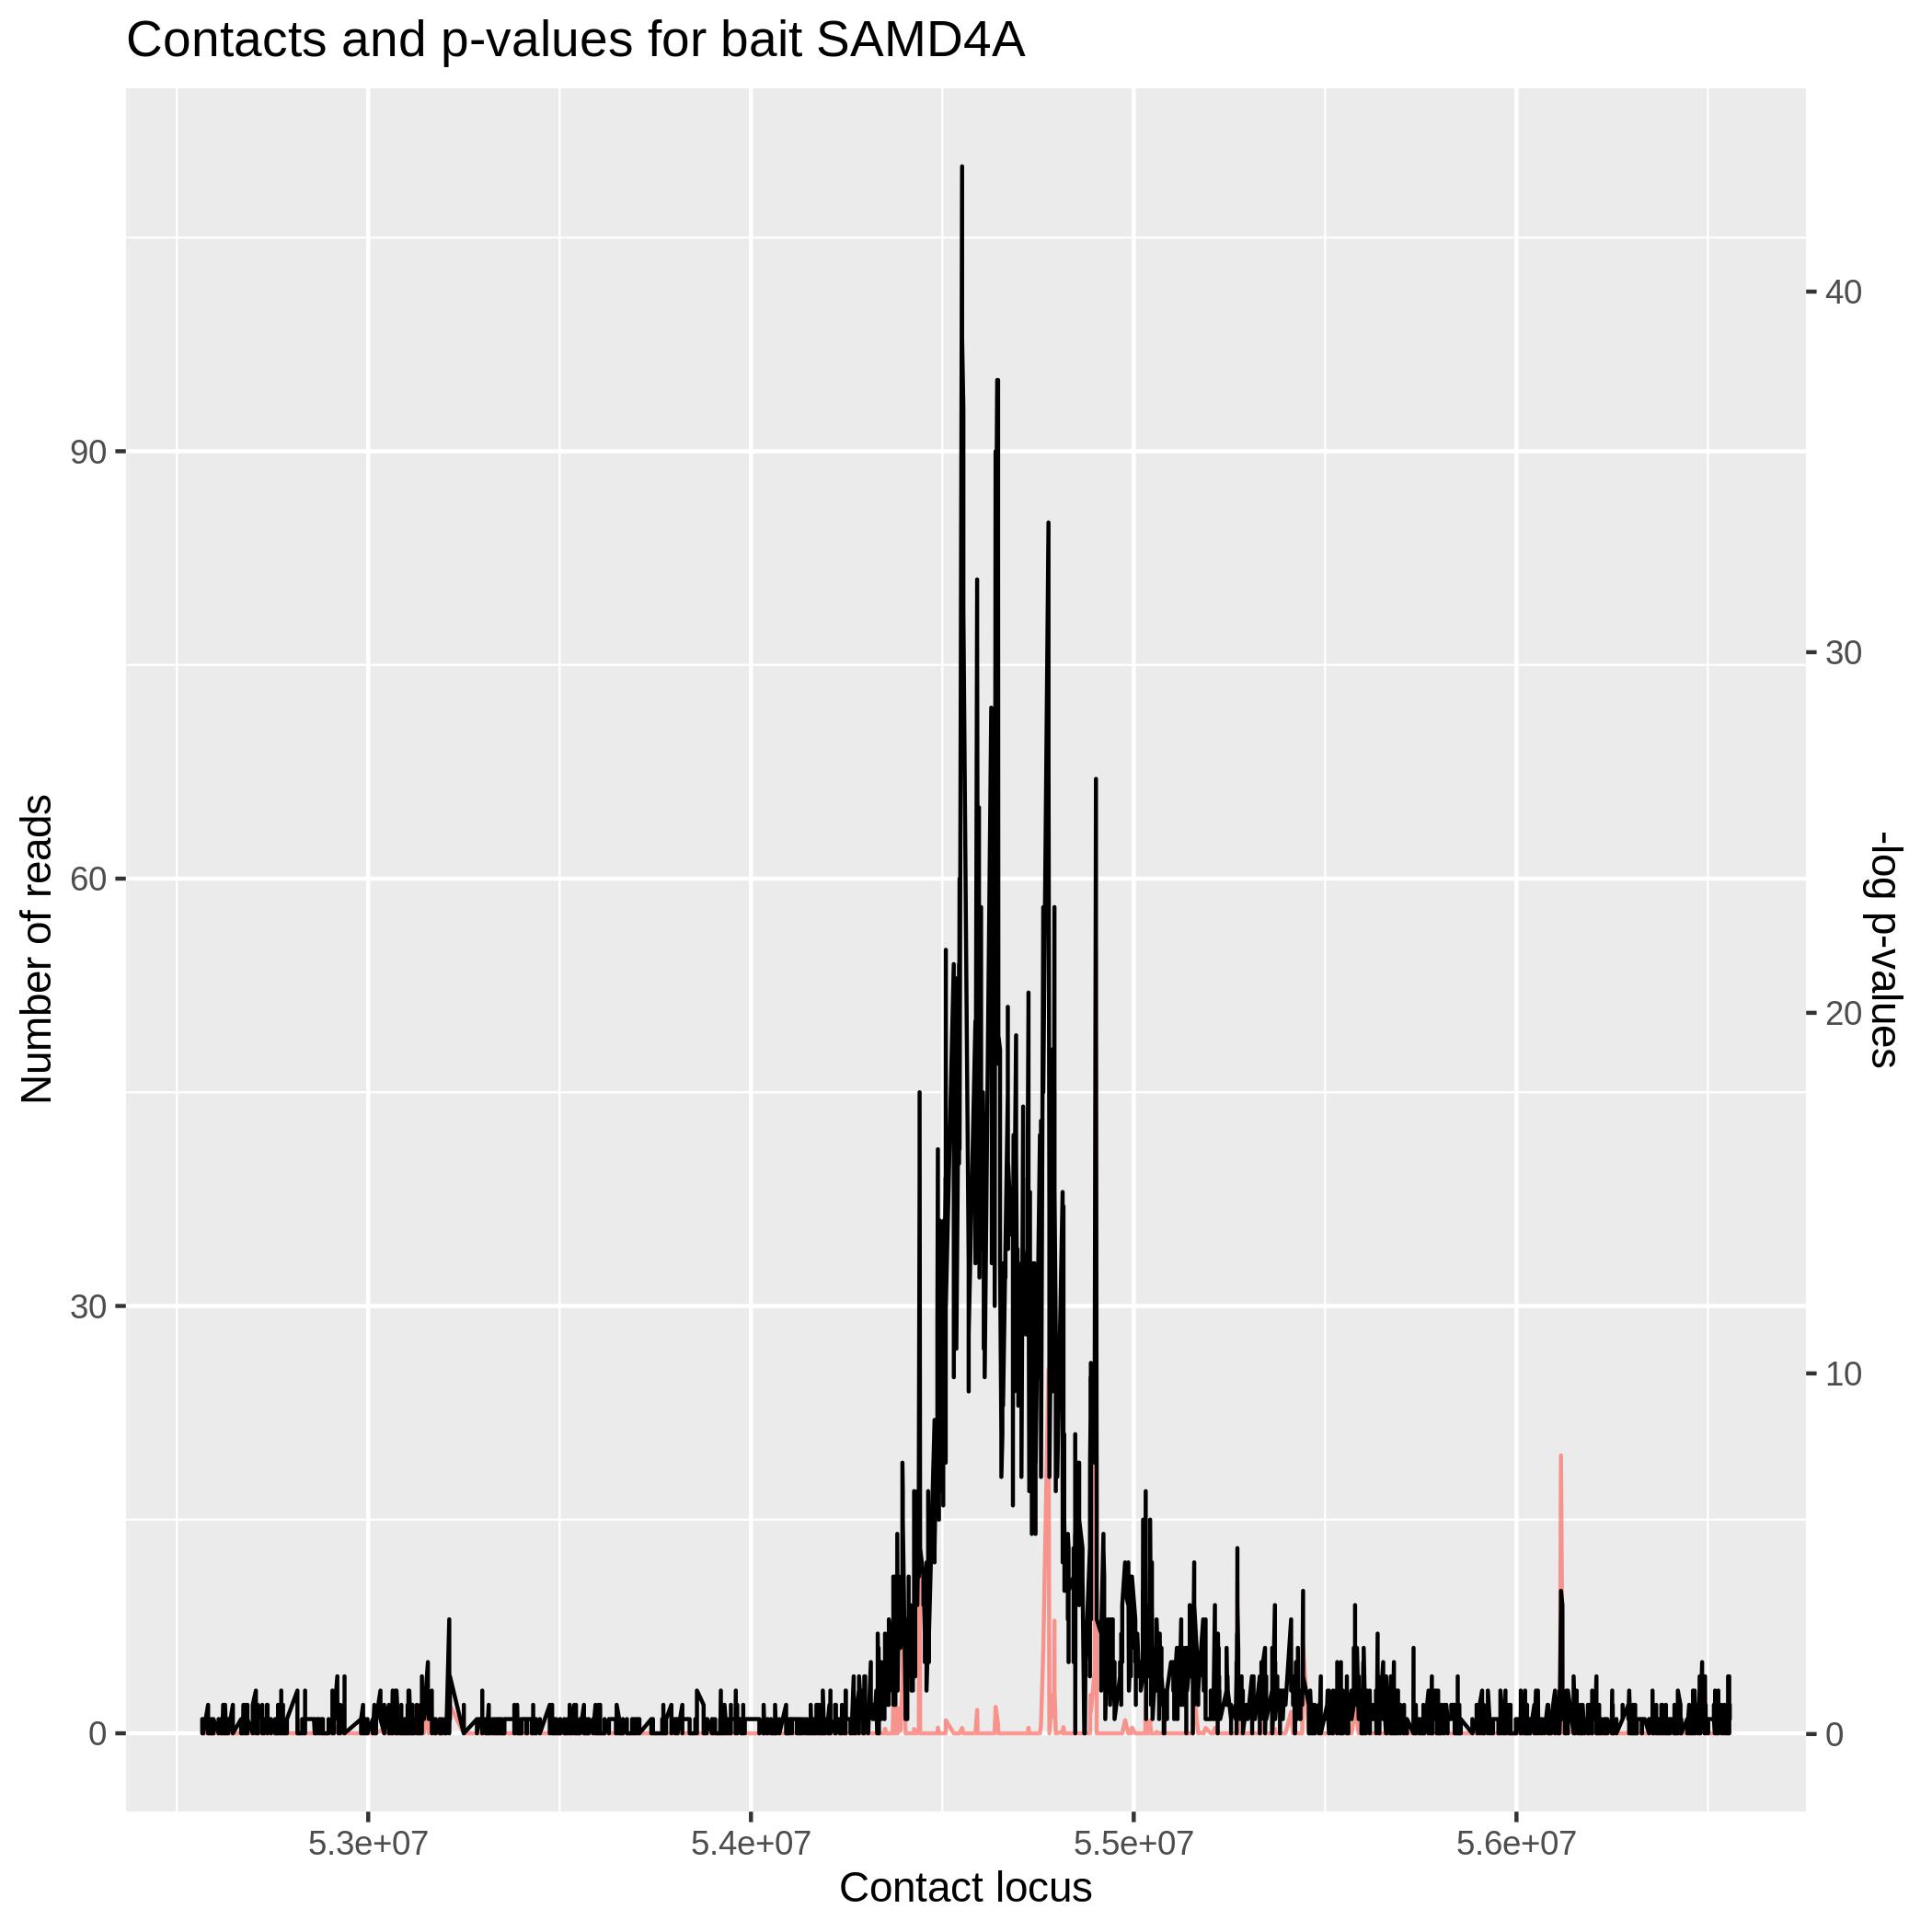 Contacts and p-values for bait SAMD4A
Number of reads
90
60
30
0
40
30
20
10
0
-log p-values
5.3e+07
5.4e+07
5.5e+07
5.6e+07
Contact locus